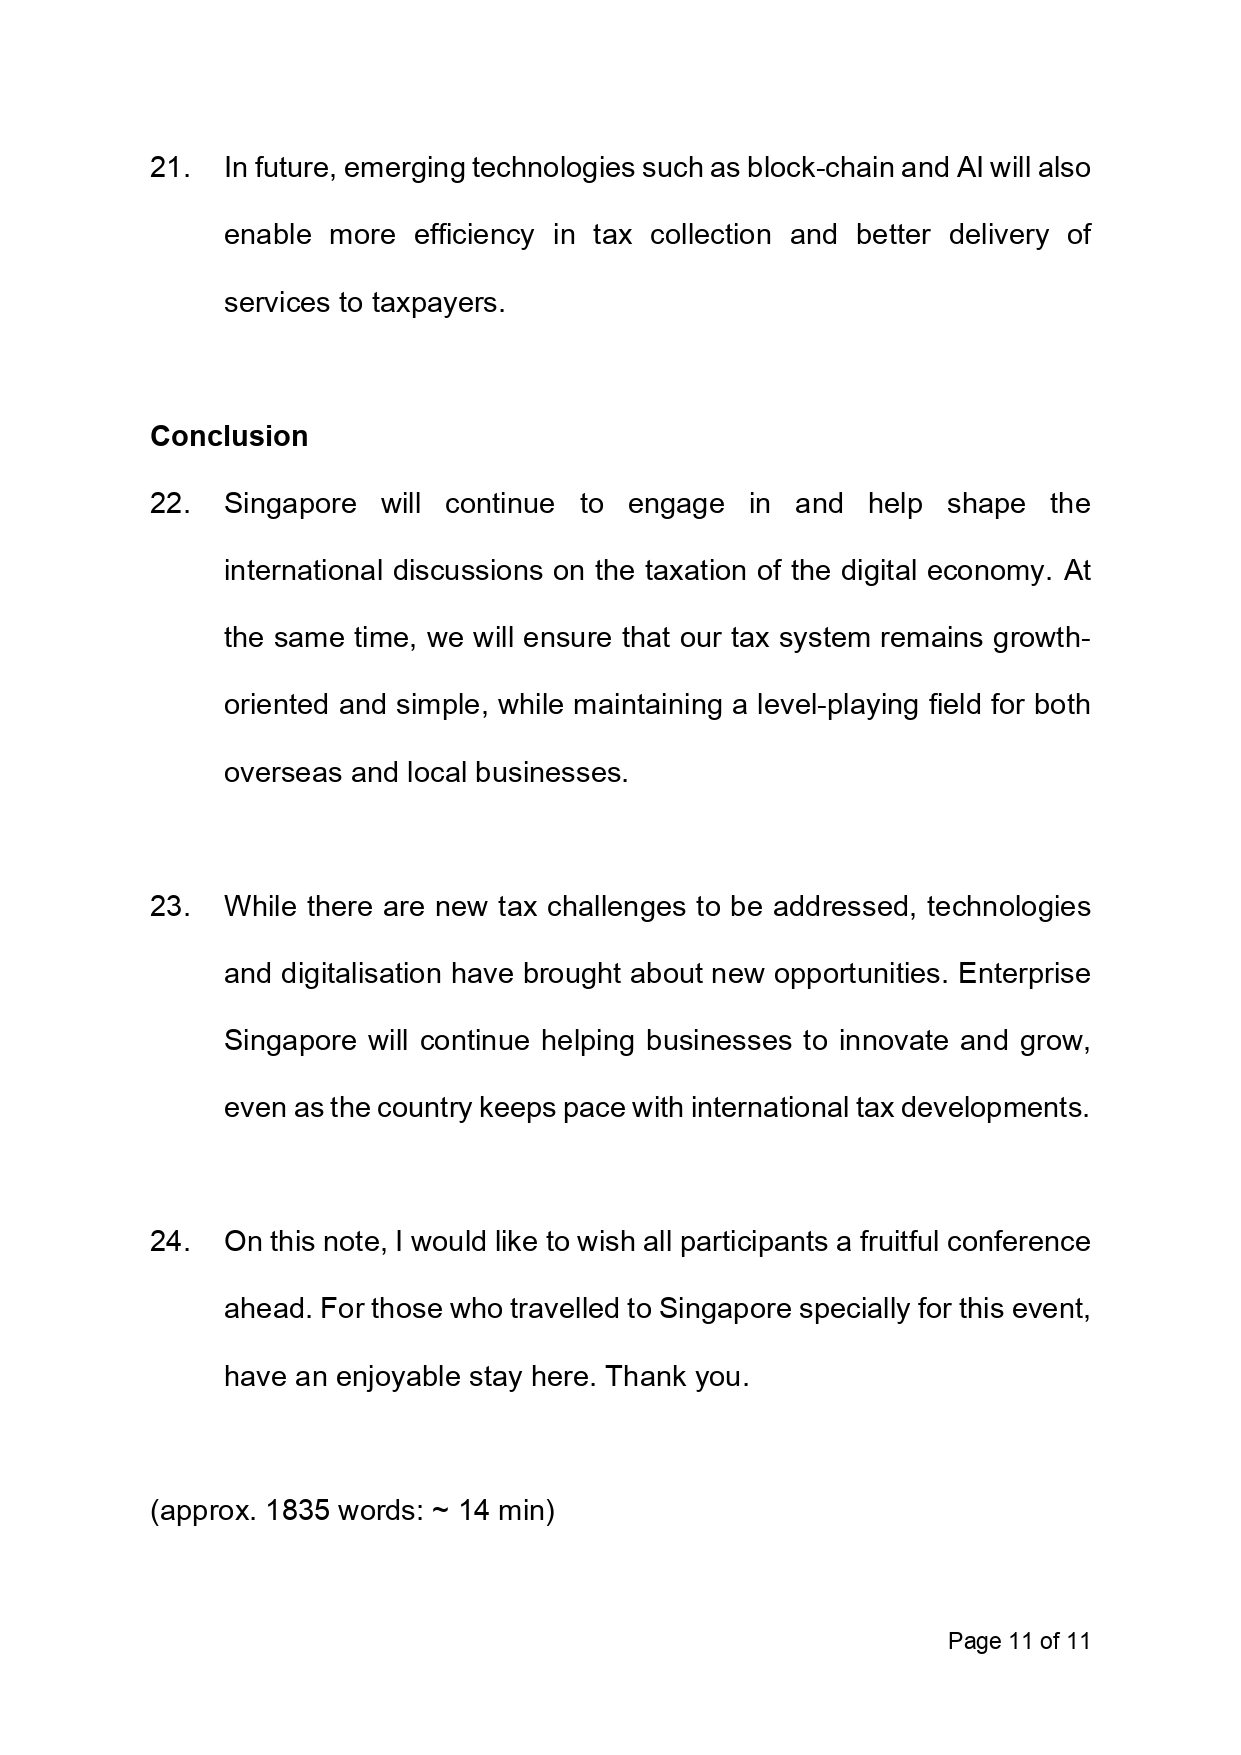 21. In future, emerging technologies such as block-chain and AI will also
enable more efficiency in tax collection and better delivery of
services to taxpayers.
Conclusion
22. Singapore will continue to engage in and help shape the
international discussions on the taxation of the digital economy. At
the same time, we will ensure that our tax system remains growth-
oriented and simple, while maintaining a level-playing field for both
overseas and local businesses.
23. While there are new tax challenges to be addressed, technologies
and digitalisation have brought about new opportunities. Enterprise
Singapore will continue helping businesses to innovate and grow,
even as the country keeps pace with international tax developments.
24. On this note, I would like to wish all participants a fruitful conference
ahead. For those who travelled to Singapore specially for this event,
have an enjoyable stay here. Thank you.
(approx. 1835 words: ~ 14 min)
Page 11 of 11